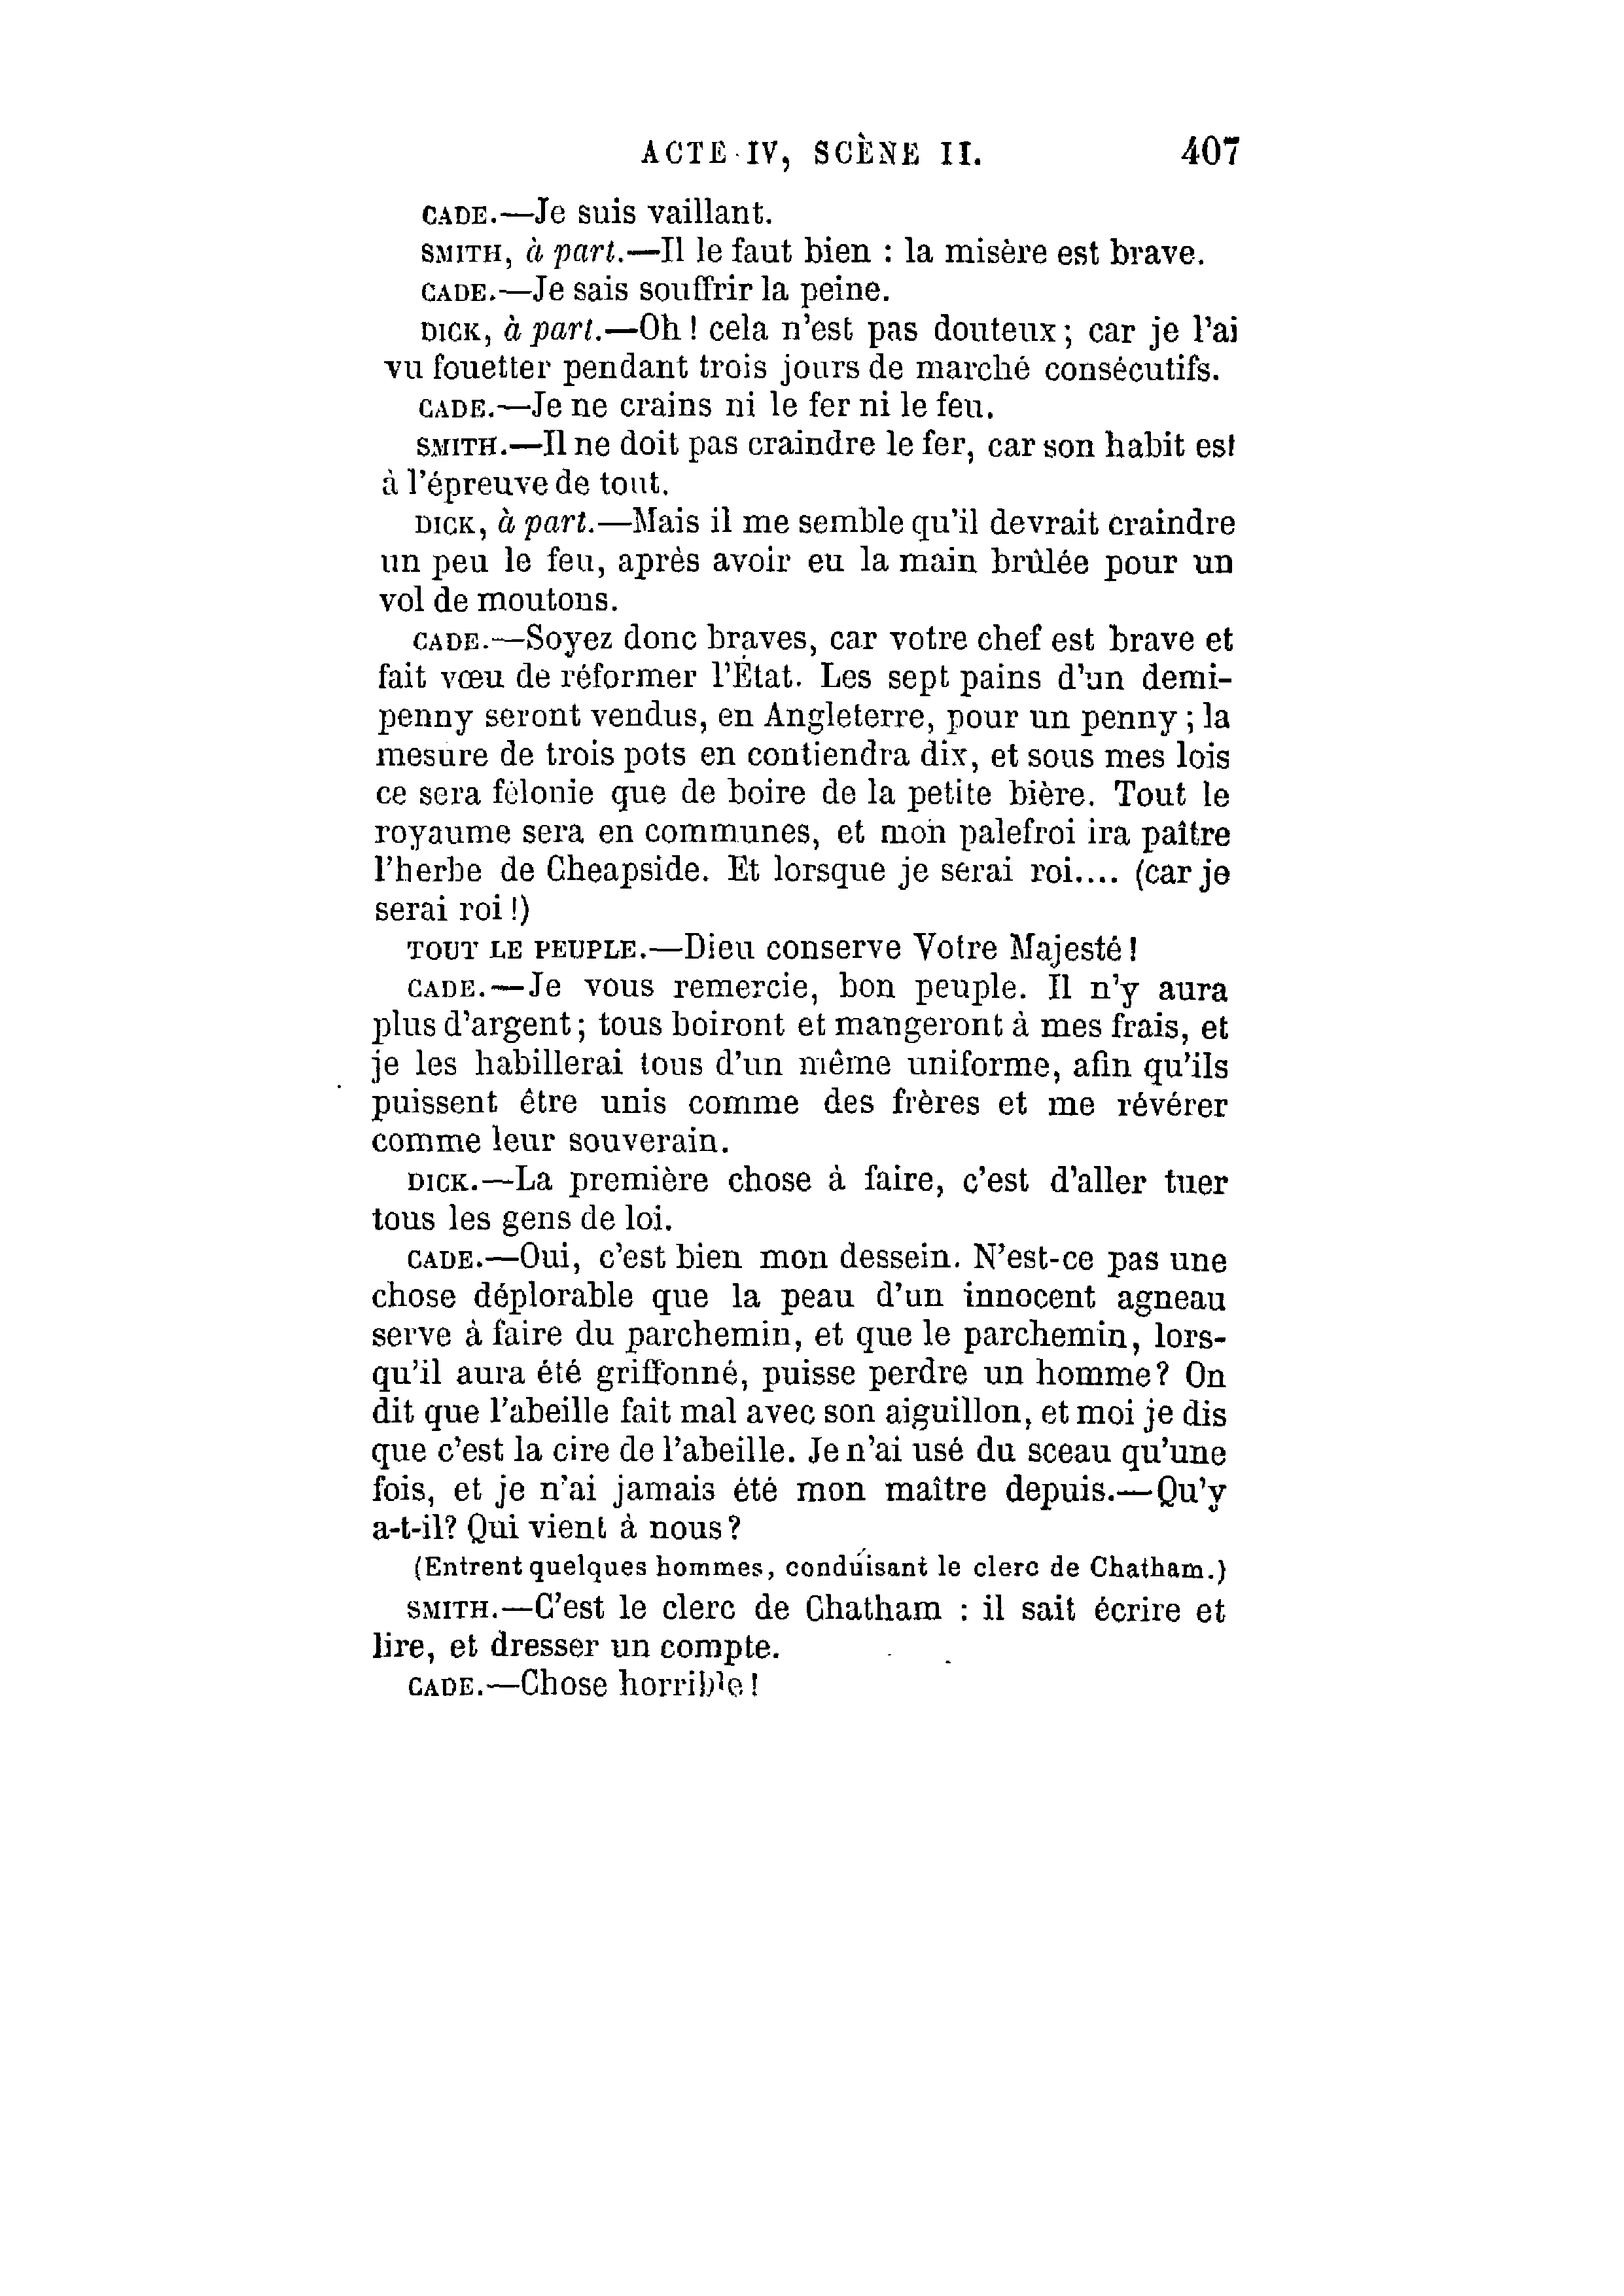 ACTE IV, SCÈNE II. 407
CADE.—Je suis vaillant.
SMITH, à part.—Il le faut bien : la misère est brave.
CADE.—Je sais souffrir la peine.
DICK, à part.—Oh ! cela n'est pas douteux ; car je l'ai
vu fouetter pendant trois jours de marché consécutifs.
CADE.—Je ne crains ni le fer ni le feu.
SMITH.—Il ne doit pas craindre le fer, car son habit est
à l'épreuve de tout.
DICK, à part.—Mais il me semble qu'il devrait craindre
un peu le feu, après avoir eu la main brûlée pour un
vol de moutons.
CADE.—Soyez donc braves, car votre chef est brave et
fait vœu de réformer l'État. Les sept pains d'un demi-
penny seront vendus, en Angleterre, pour un penny ; la
mesure de trois pots en contiendra dix, et sous mes lois
ce sera félonie que de boire de la petite bière. Tout le
royaume sera en communes, et mon palefroi ira paître
l'herbe de Cheapside. Et lorsque je serai roi.... (car je
serai roi !)
TOUT LE PEUPLE.—Dieu conserve Votre Majesté !
CADE.—Je vous remercie, bon peuple. Il n'y aura
plus d'argent ; tous boiront et mangeront à mes frais, et
je les habillerai tous d'un même uniforme, afin qu'ils
puissent être unis comme des frères et me révérer
comme leur souverain.
DICK.—La première chose à faire, c'est d'aller tuer
tous les gens de loi.
CADE.—Oui, c'est bien mon dessein. N'est-ce pas une
chose déplorable que la peau d'un innocent agneau
serve à faire du parchemin, et que le parchemin, lors-
qu'il aura été griffonné, puisse perdre un homme? On
dit que l'abeille fait mal avec son aiguillon, et moi je dis
que c'est la cire de l'abeille. Je n'ai usé du sceau qu'une
fois, et je n'ai jamais été mon maître depuis.—Qu'y
a-t-il? Qui vient à nous?
(Entrent quelques hommes, conduisant le clerc de Chatham.)
SMITH.—C'est le clerc de Chatham : il sait écrire et
lire, et dresser un compte.
CADE.—Chose horrible !